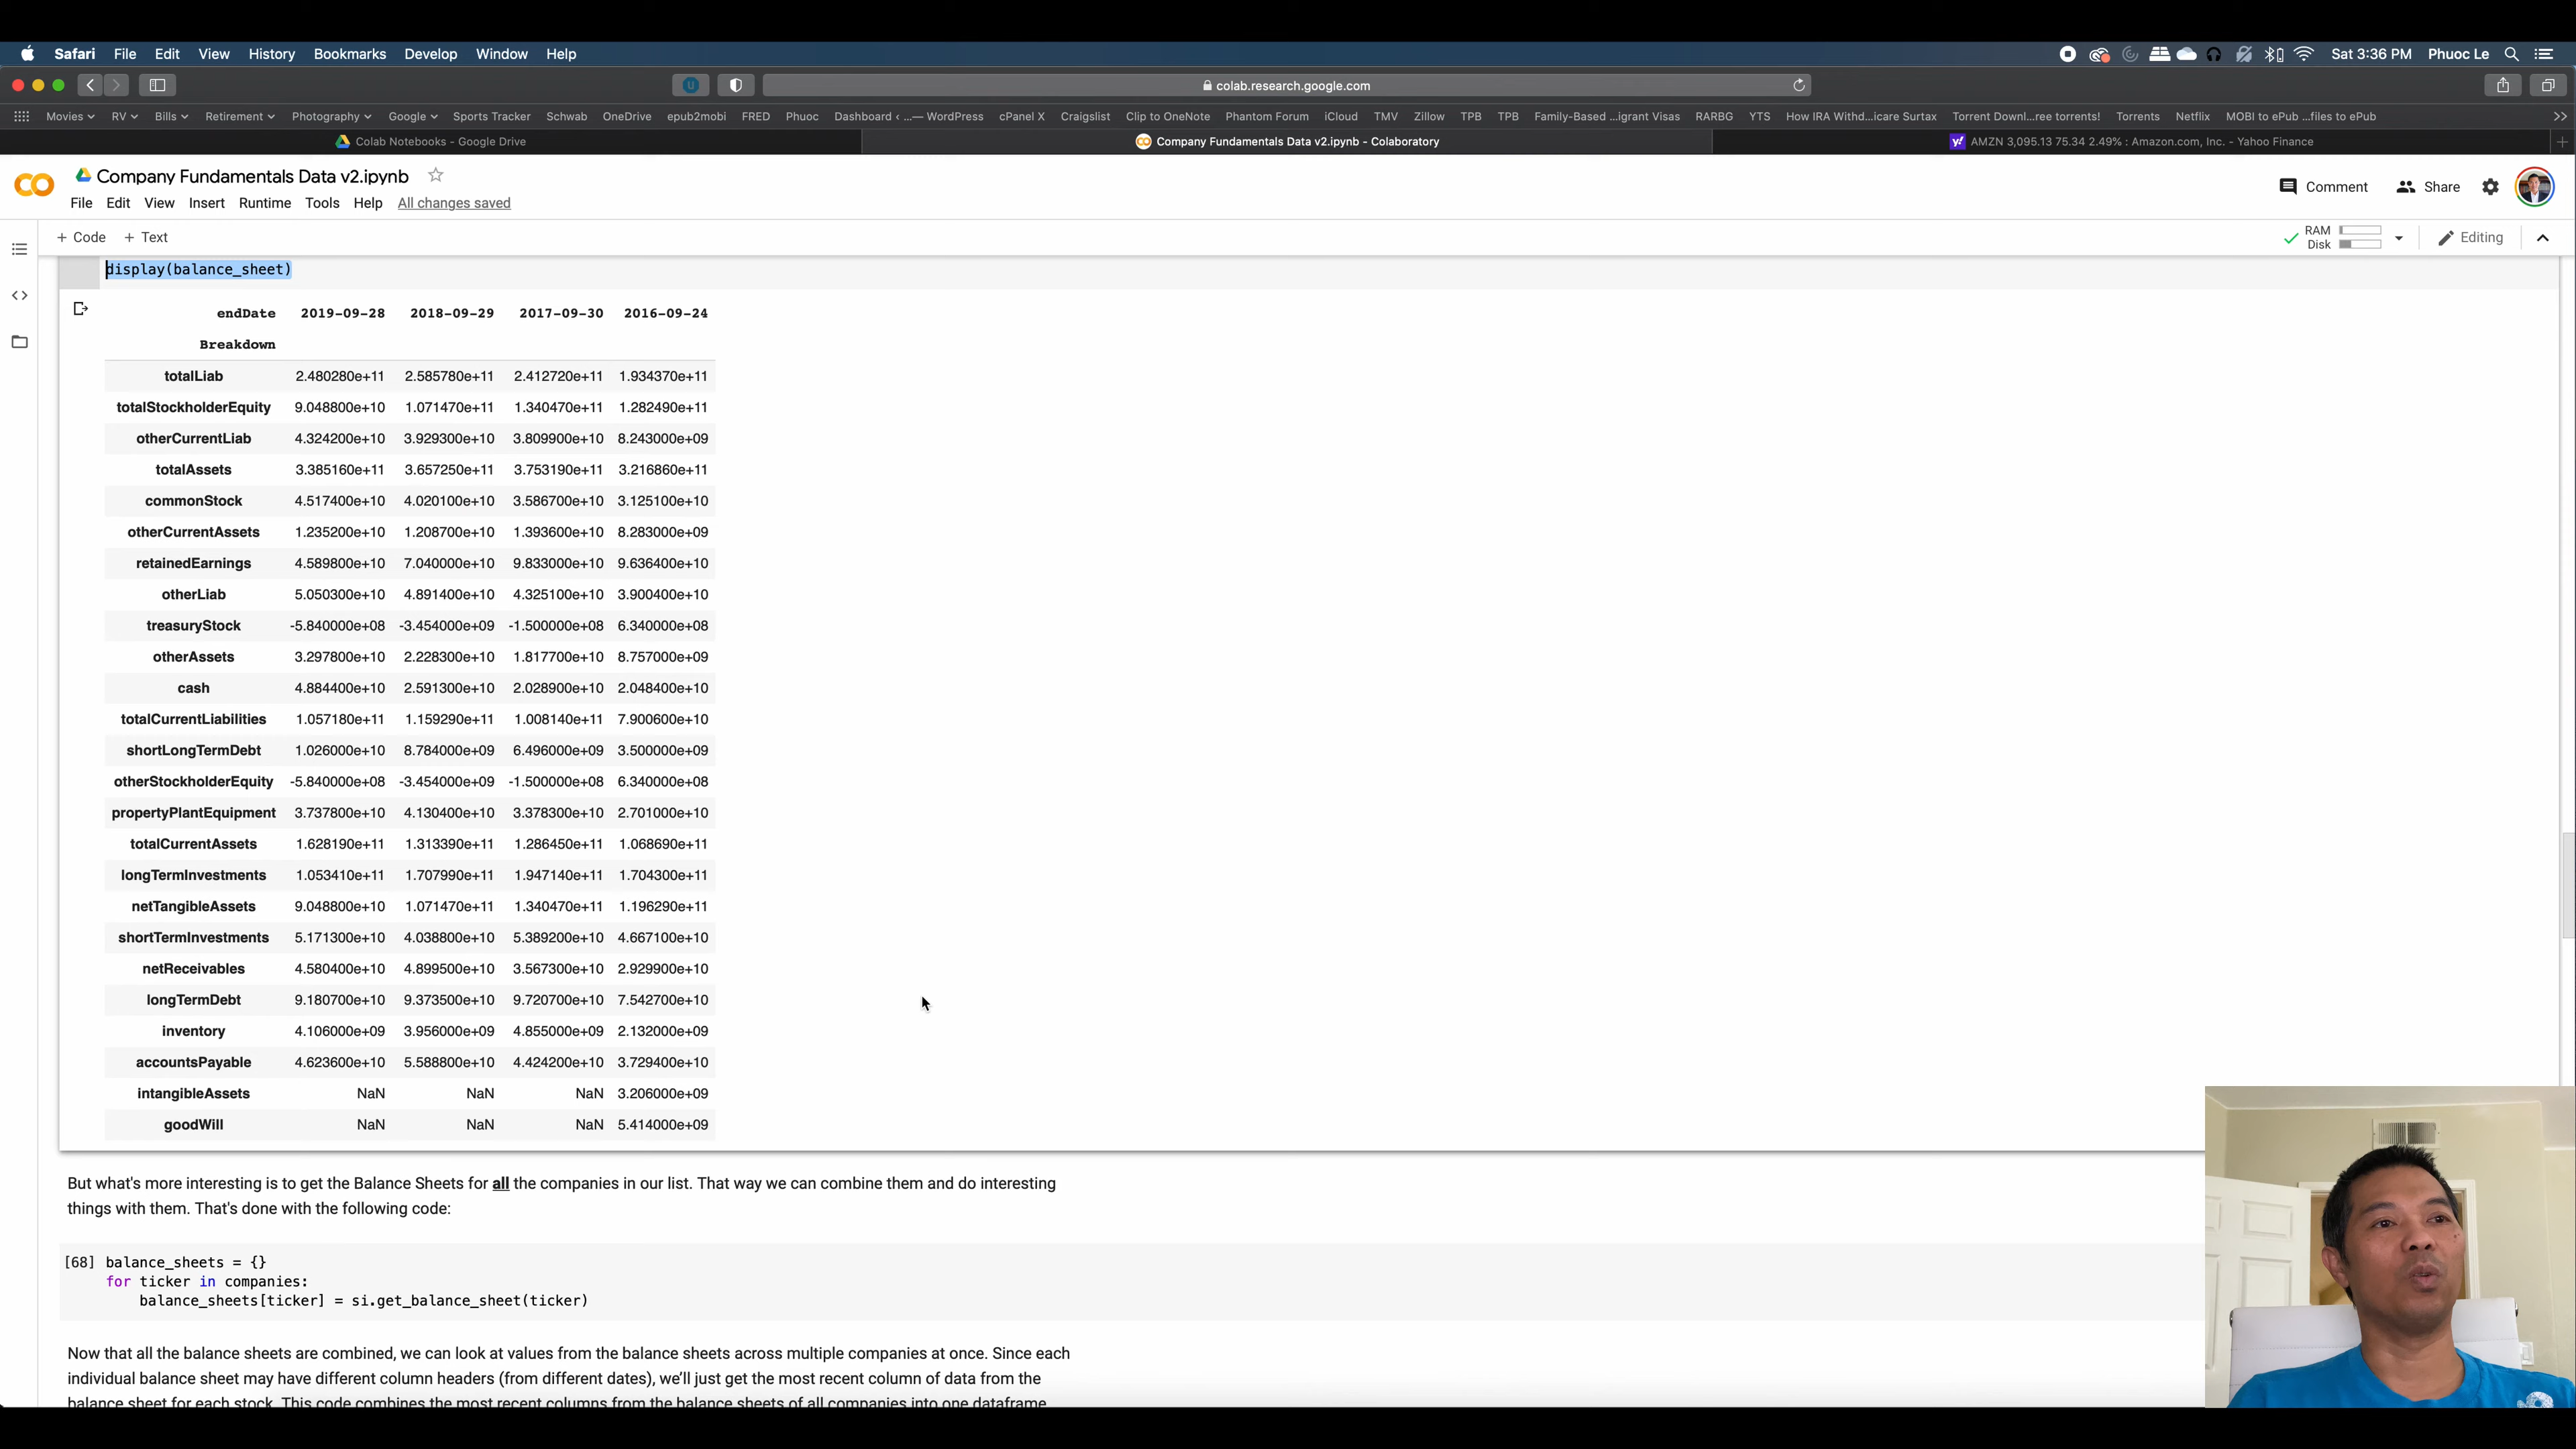 Safari File Edit View History Bookmarks Develop Window Help Sat 3:36 PM Phuoc Le
colab.research.google.com
Movies RV Bills Retirement Photography Google Sports Tracker Schwab OneDrive epub2mobi FRED Phuoc Dashboard ‹ ...— WordPress cPanel X Craigslist Clip to OneNote Phantom Forum iCloud TMV Zillow TPB TPB Family-Based ...igrant Visas RARBG YTS How IRA Withd...icare Surtax Torrent Downl...ree torrents! Torrents Netflix MOBI to ePub ...files to ePub
Colab Notebooks - Google Drive Company Fundamentals Data v2.ipynb - Colaboratory AMZN 3,095.13 75.34 2.49% : Amazon.com, Inc. - Yahoo Finance
Company Fundamentals Data v2.ipynb
Comment Share
File Edit View Insert Runtime Tools Help All changes saved
+ Code + Text RAM Disk Editing
display(balance_sheet)
endDate 2019-09-28 2018-09-29 2017-09-30 2016-09-24
Breakdown
totalLiab 2.480280e+11 2.585780e+11 2.412720e+11 1.934370e+11
totalStockholderEquity 9.048800e+10 1.071470e+11 1.340470e+11 1.282490e+11
otherCurrentLiab 4.324200e+10 3.929300e+10 3.809900e+10 8.243000e+09
totalAssets 3.385160e+11 3.657250e+11 3.753190e+11 3.216860e+11
commonStock 4.517400e+10 4.020100e+10 3.586700e+10 3.125100e+10
otherCurrentAssets 1.235200e+10 1.208700e+10 1.393600e+10 8.283000e+09
retainedEarnings 4.589800e+10 7.040000e+10 9.833000e+10 9.636400e+10
otherLiab 5.050300e+10 4.891400e+10 4.325100e+10 3.900400e+10
treasuryStock -5.840000e+08 -3.454000e+09 -1.500000e+08 6.340000e+08
otherAssets 3.297800e+10 2.228300e+10 1.817700e+10 8.757000e+09
cash 4.884400e+10 2.591300e+10 2.028900e+10 2.048400e+10
totalCurrentLiabilities 1.057180e+11 1.159290e+11 1.008140e+11 7.900600e+10
shortLongTermDebt 1.026000e+10 8.784000e+09 6.496000e+09 3.500000e+09
otherStockholderEquity -5.840000e+08 -3.454000e+09 -1.500000e+08 6.340000e+08
propertyPlantEquipment 3.737800e+10 4.130400e+10 3.378300e+10 2.701000e+10
totalCurrentAssets 1.628190e+11 1.313390e+11 1.286450e+11 1.068690e+11
longTermInvestments 1.053410e+11 1.707990e+11 1.947140e+11 1.704300e+11
netTangibleAssets 9.048800e+10 1.071470e+11 1.340470e+11 1.196290e+11
shortTermInvestments 5.171300e+10 4.038800e+10 5.389200e+10 4.667100e+10
netReceivables 4.580400e+10 4.899500e+10 3.567300e+10 2.929900e+10
longTermDebt 9.180700e+10 9.373500e+10 9.720700e+10 7.542700e+10
inventory 4.106000e+09 3.956000e+09 4.855000e+09 2.132000e+09
accountsPayable 4.623600e+10 5.588800e+10 4.424200e+10 3.729400e+10
intangibleAssets NaN NaN NaN 3.206000e+09
goodWill NaN NaN NaN 5.414000e+09
But what's more interesting is to get the Balance Sheets for all the companies in our list. That way we can combine them and do interesting
things with them. That's done with the following code:
[68] balance_sheets = {}
for ticker in companies:
balance_sheets[ticker] = si.get_balance_sheet(ticker)
Now that all the balance sheets are combined, we can look at values from the balance sheets across multiple companies at once. Since each
individual balance sheet may have different column headers (from different dates), we'll just get the most recent column of data from the
balance sheet for each stock. This code combines the most recent columns from the balance sheets of all companies into one dataframe